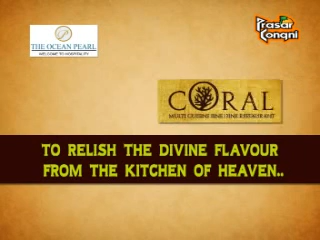 Prasar
Konqni
THE OCEAN PEARL
WELCOME TO HOSPITALITY
CORAL
MULTI CUISINE FINE DINE RESTAURANT
TO RELISH THE DIVINE FLAVOUR
FROM THE KITCHEN OF HEAVEN..